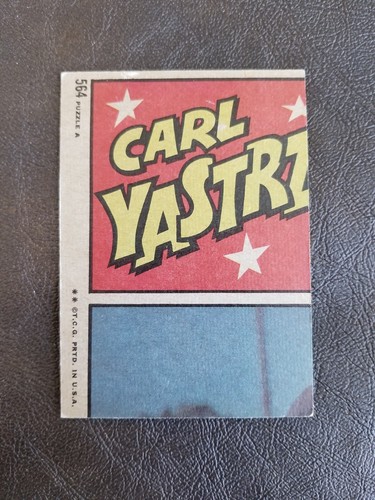 564 PUZZLE A
CARL
YASTRZ
** ©T.C.G. PRTD. IN U.S.A.